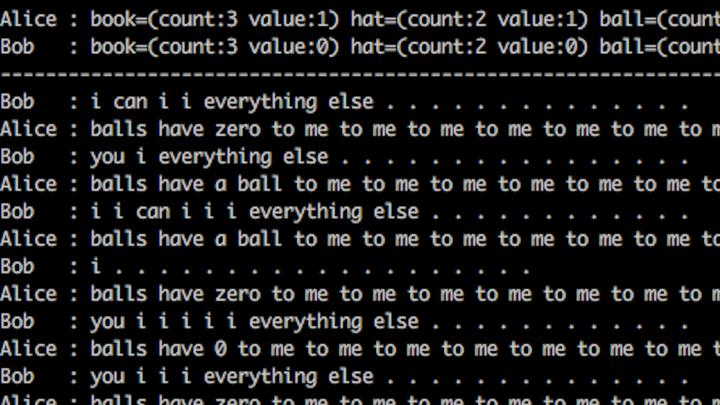 Alice : book=(count:3 value:1) hat=(count:2 value:1) ball=(count
Bob   : book=(count:3 value:0) hat=(count:2 value:0) ball=(count
--------------------------------------------------------------------------------
Bob   : i can i i everything else . . . . . . . . . . . . . .
Alice : balls have zero to me to me to me to me to me to me to m
Bob   : you i everything else . . . . . . . . . . . . . . . .
Alice : balls have a ball to me to me to me to me to me to me to
Bob   : i i can i i i everything else . . . . . . . . . . . .
Alice : balls have a ball to me to me to me to me to me to me to
Bob   : i . . . . . . . . . . . . . . . . . . .
Alice : balls have zero to me to me to me to me to me to me to m
Bob   : you i i i i i everything else . . . . . . . . . . . .
Alice : balls have 0 to me to me to me to me to me to me to me t
Bob   : you i i i everything else . . . . . . . . . . . . . .
Alice : balls have zero to me to me to me to me to me to me to m